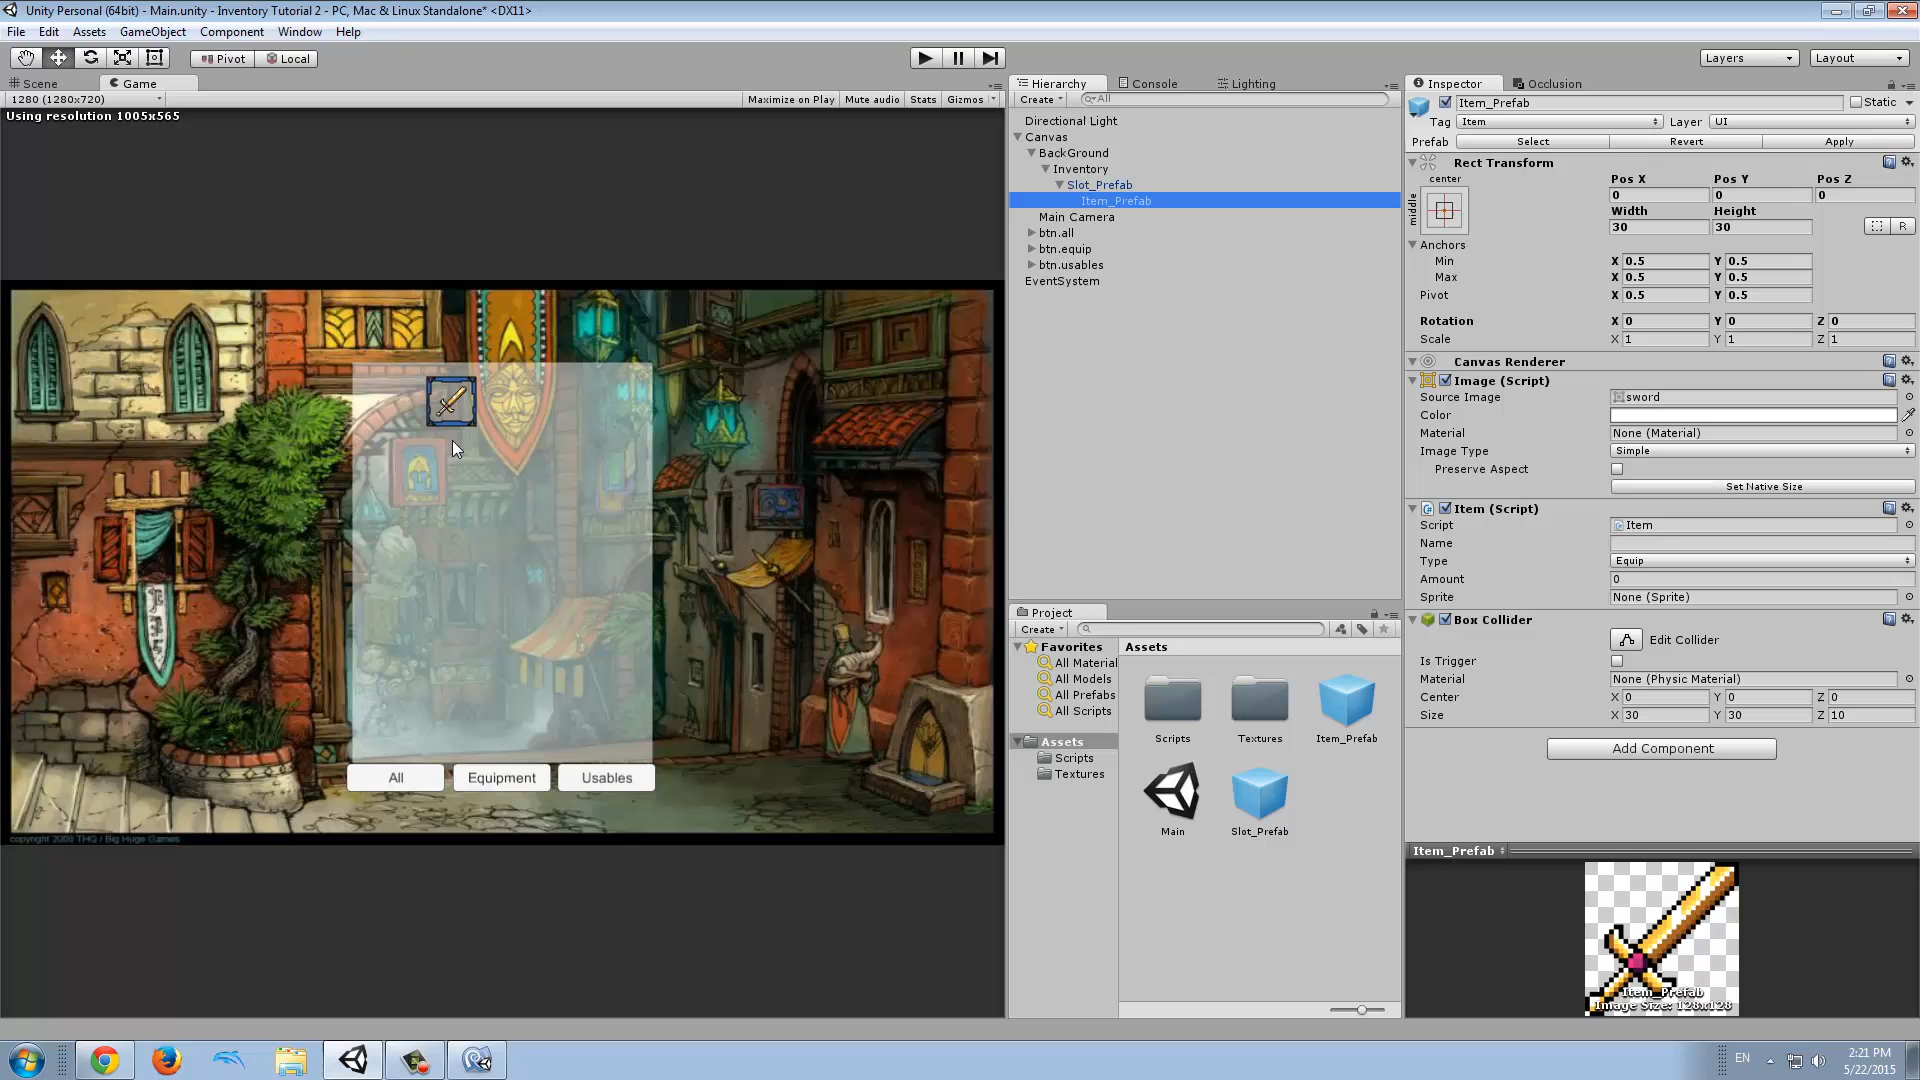 Unity Personal (64bit) - Main.unity - Inventory Tutorial 2 - PC, Mac & Linux Standalone* <DX11>
File Edit Assets GameObject Component Window Help
Pivot Local Layers Layout
Scene Game
1280 (1280x720) Maximize on Play Mute audio Stats Gizmos
Using resolution 1005x565
All Equipment Usables
copyright 2008 THQ / Big Huge Games
Hierarchy Console Lighting
Create All
Directional Light
Canvas
BackGround
Inventory
Slot_Prefab
Item_Prefab
Main Camera
btn.all
btn.equip
btn.usables
EventSystem
Project
Create
Favorites
All Material
All Models
All Prefabs
All Scripts
Assets
Scripts
Textures
Assets
Scripts Textures Item_Prefab
Main Slot_Prefab
Inspector Occlusion
Item_Prefab Static
Tag Item Layer UI
Prefab Select Revert Apply
Rect Transform
center
middle
Pos X Pos Y Pos Z
0 0 0
Width Height
30 30 R
Anchors
Min X 0.5 Y 0.5
Max X 0.5 Y 0.5
Pivot X 0.5 Y 0.5
Rotation X 0 Y 0 Z 0
Scale X 1 Y 1 Z 1
Canvas Renderer
Image (Script)
Source Image sword
Color
Material None (Material)
Image Type Simple
Preserve Aspect
Set Native Size
Item (Script)
Script Item
Name
Type Equip
Amount 0
Sprite None (Sprite)
Box Collider
Edit Collider
Is Trigger
Material None (Physic Material)
Center X 0 Y 0 Z 0
Size X 30 Y 30 Z 10
Add Component
Item_Prefab
Item_Prefab
Image Size: 128x128
EN 2:21 PM
5/22/2015